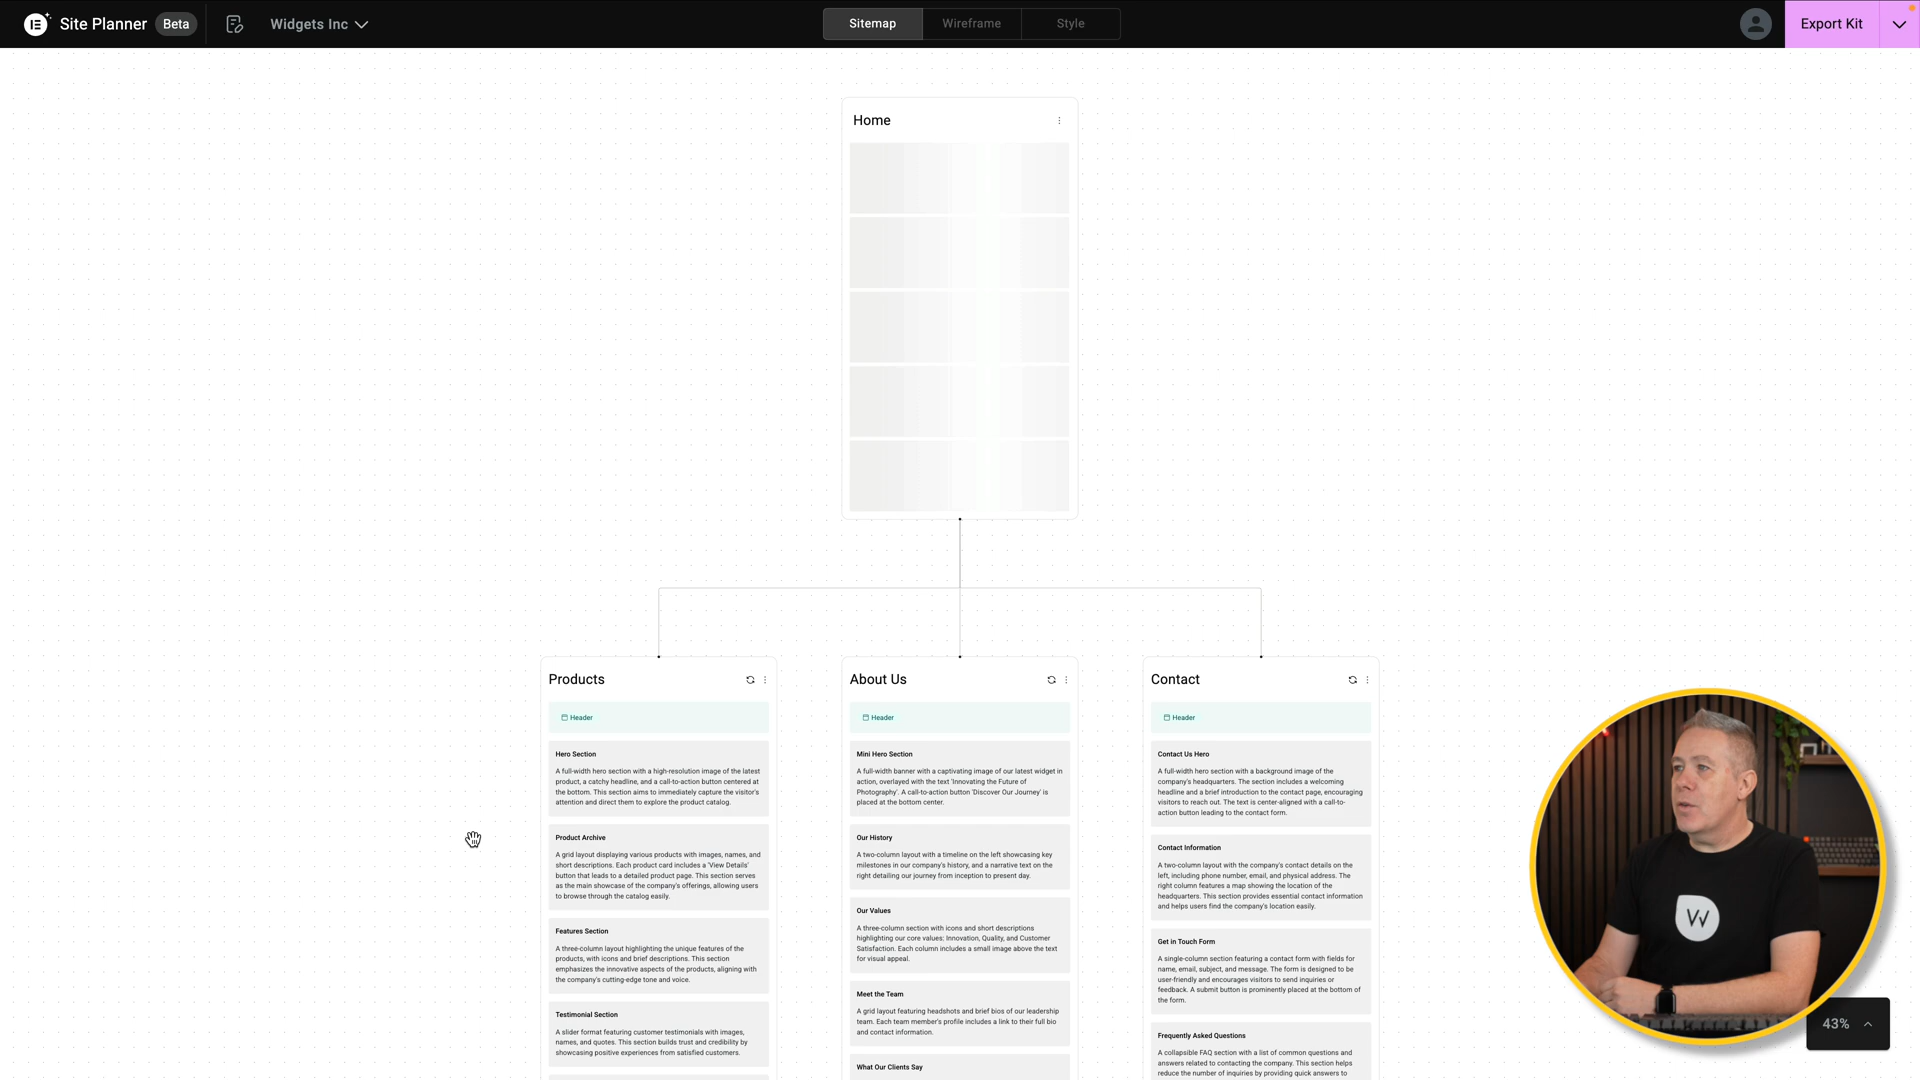 Site Planner Beta Widgets Inc Sitemap Wireframe Style Export Kit
Home
Products
Header
Hero Section
A full-width hero section with a high-resolution image of the latest
product, a catchy headline, and a call-to-action button centered at
the bottom. This section aims to immediately capture the visitor's
attention and direct them to explore the product catalog.
Product Archive
A grid layout displaying various products with images, names, and
short descriptions. Each product card includes a 'View Details'
button that leads to a detailed product page. This section serves
as the main showcase of the company's offerings, allowing users
to browse through the catalog easily.
Features Section
A three-column layout highlighting the unique features of the
products, with icons and brief descriptions. This section
emphasizes the innovative aspects of the products, aligning with
the company's cutting-edge tone and voice.
Testimonial Section
A slider format featuring customer testimonials with images,
names, and quotes. This section builds trust and credibility by
showcasing positive experiences from satisfied customers.
About Us
Header
Mini Hero Section
A full-width banner with a captivating image of our latest widget in
action, overlayed with the text 'Innovating the Future of
Photography'. A call-to-action button 'Discover Our Journey' is
placed at the bottom center.
Our History
A two-column layout with a timeline on the left showcasing key
milestones in our company's history, and a narrative text on the
right detailing our journey from inception to present day.
Our Values
A three-column section with icons and short descriptions
highlighting our core values: Innovation, Quality, and Customer
Satisfaction. Each column includes a small image above the text
for visual appeal.
Meet the Team
A grid layout featuring headshots and brief bios of our leadership
team. Each team member's profile includes a link to their full bio
and contact information.
What Our Clients Say
Contact
Header
Contact Us Hero
A full-width hero section with a background image of the
company's headquarters. The section includes a welcoming
headline and a brief introduction to the contact page, encouraging
visitors to reach out. The text is center-aligned with a call-to-
action button leading to the contact form.
Contact Information
A two-column layout with the company's contact details on the
left, including phone number, email, and physical address. The
right column features a map showing the location of the
headquarters. This section provides essential contact information
and helps users find the company's location easily.
Get in Touch Form
A single-column section featuring a contact form with fields for
name, email, subject, and message. The form is designed to be
user-friendly and encourages visitors to send inquiries or
feedback. A submit button is prominently placed at the bottom of
the form.
Frequently Asked Questions
A collapsible FAQ section with a list of common questions and
answers related to contacting the company. This section helps
reduce the number of inquiries by providing quick answers to
W
43%